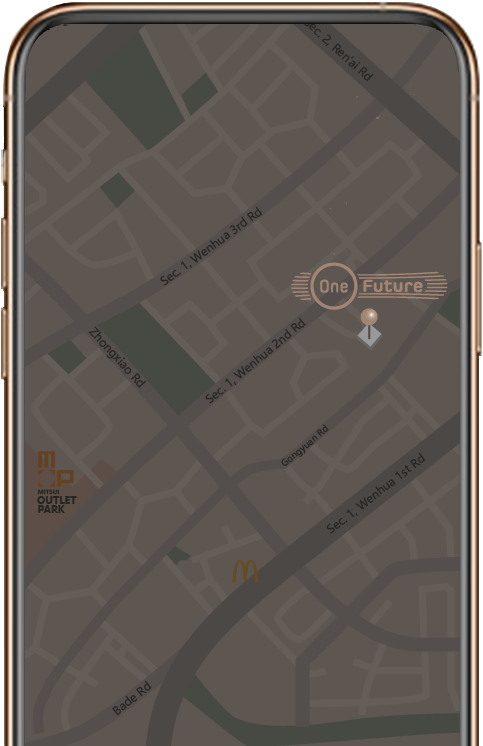 Sec. 2, Ren'ai Rd
Sec. 1, Wenhua 3rd Rd
One Future
Zhongxiao Rd
Sec. 1, Wenhua 2nd Rd
Gongyuan Rd
Sec. 1, Wenhua 1st Rd
mop
MITSUI
OUTLET
PARK
Bade Rd